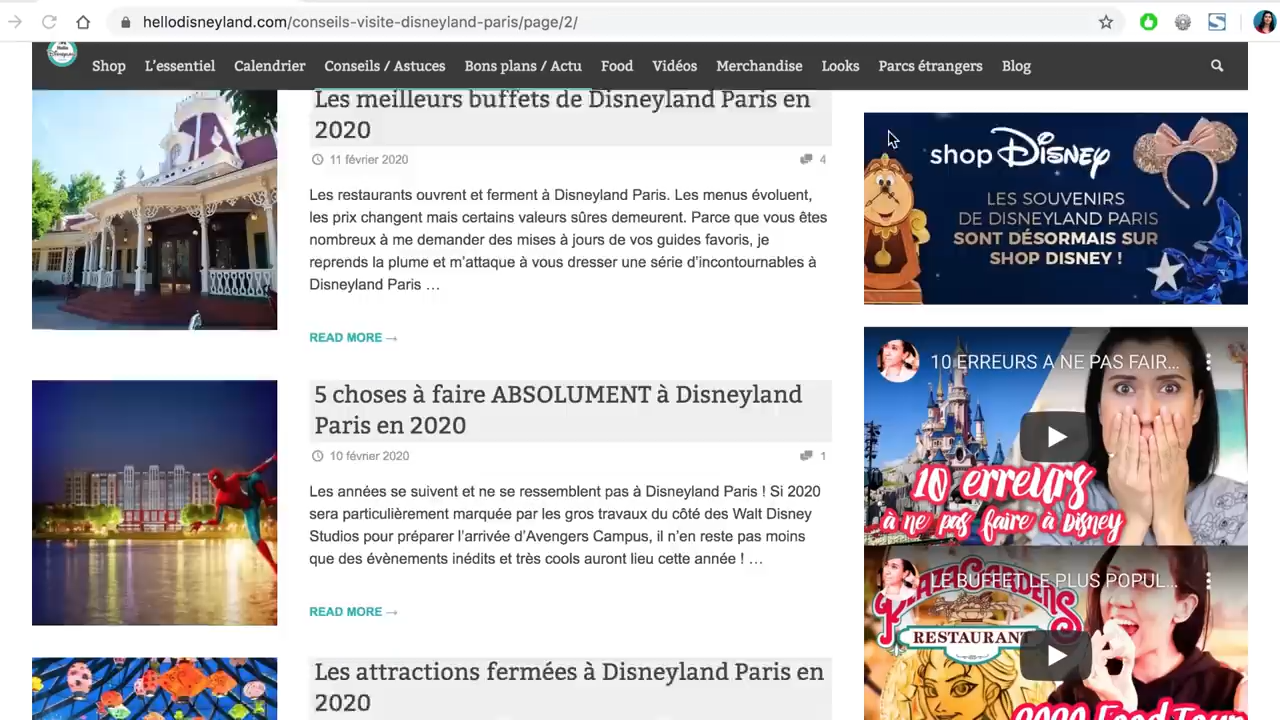 hellodisneyland.com/conseils-visite-disneyland-paris/page/2/
Shop L'essentiel Calendrier Conseils / Astuces Bons plans / Actu Food Vidéos Merchandise Looks Parcs étrangers Blog
Les meilleurs buffets de Disneyland Paris en
2020
11 février 2020 4
Les restaurants ouvrent et ferment à Disneyland Paris. Les menus évoluent,
les prix changent mais certains valeurs sûres demeurent. Parce que vous êtes
nombreux à me demander des mises à jours de vos guides favoris, je
reprends la plume et m'attaque à vous dresser une série d'incontournables à
Disneyland Paris …
READ MORE →
5 choses à faire ABSOLUMENT à Disneyland
Paris en 2020
10 février 2020 1
Les années se suivent et ne se ressemblent pas à Disneyland Paris ! Si 2020
sera particulièrement marquée par les gros travaux du côté des Walt Disney
Studios pour préparer l'arrivée d'Avengers Campus, il n'en reste pas moins
que des évènements inédits et très cools auront lieu cette année ! …
READ MORE →
Les attractions fermées à Disneyland Paris en
2020
shop Disney
LES SOUVENIRS
DE DISNEYLAND PARIS
SONT DÉSORMAIS SUR
SHOP DISNEY !
10 ERREURS A NE PAS FAIR...
10 erreurs
à ne pas faire à Disney
LE BUFFET LE PLUS POPUL...
RESTAURANT
2020 Food Tour